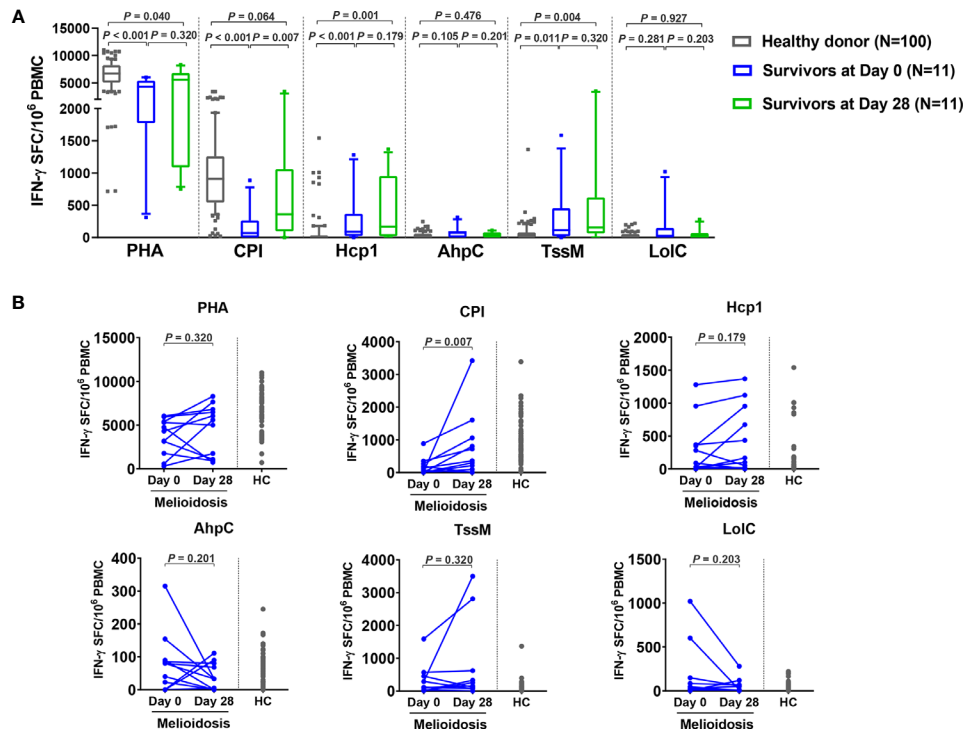 A
P = 0.040 P = 0.064 P = 0.001 P = 0.476 P = 0.004 P = 0.927
P < 0.001 P = 0.320 P < 0.001 P = 0.007 P < 0.001 P = 0.179 P = 0.105 P = 0.201 P = 0.011 P = 0.320 P = 0.281 P = 0.203
IFN-γ SFC/10⁶ PBMC
15000
10000
5000
2000
1500
1000
500
0
PHA CPI Hcp1 AhpC TssM LolC
Healthy donor (N=100)
Survivors at Day 0 (N=11)
Survivors at Day 28 (N=11)
B
PHA
P = 0.320
IFN-γ SFC/10⁶ PBMC
15000
10000
5000
0
Day 0 Day 28 HC
Melioidosis
CPI
P = 0.007
IFN-γ SFC/10⁶ PBMC
4000
3000
2000
1000
0
Day 0 Day 28 HC
Melioidosis
Hcp1
P = 0.179
IFN-γ SFC/10⁶ PBMC
2000
1500
1000
500
0
Day 0 Day 28 HC
Melioidosis
AhpC
P = 0.201
IFN-γ SFC/10⁶ PBMC
400
300
200
100
0
Day 0 Day 28 HC
Melioidosis
TssM
P = 0.320
IFN-γ SFC/10⁶ PBMC
4000
3000
2000
1000
0
Day 0 Day 28 HC
Melioidosis
LolC
P = 0.203
IFN-γ SFC/10⁶ PBMC
1500
1000
500
0
Day 0 Day 28 HC
Melioidosis